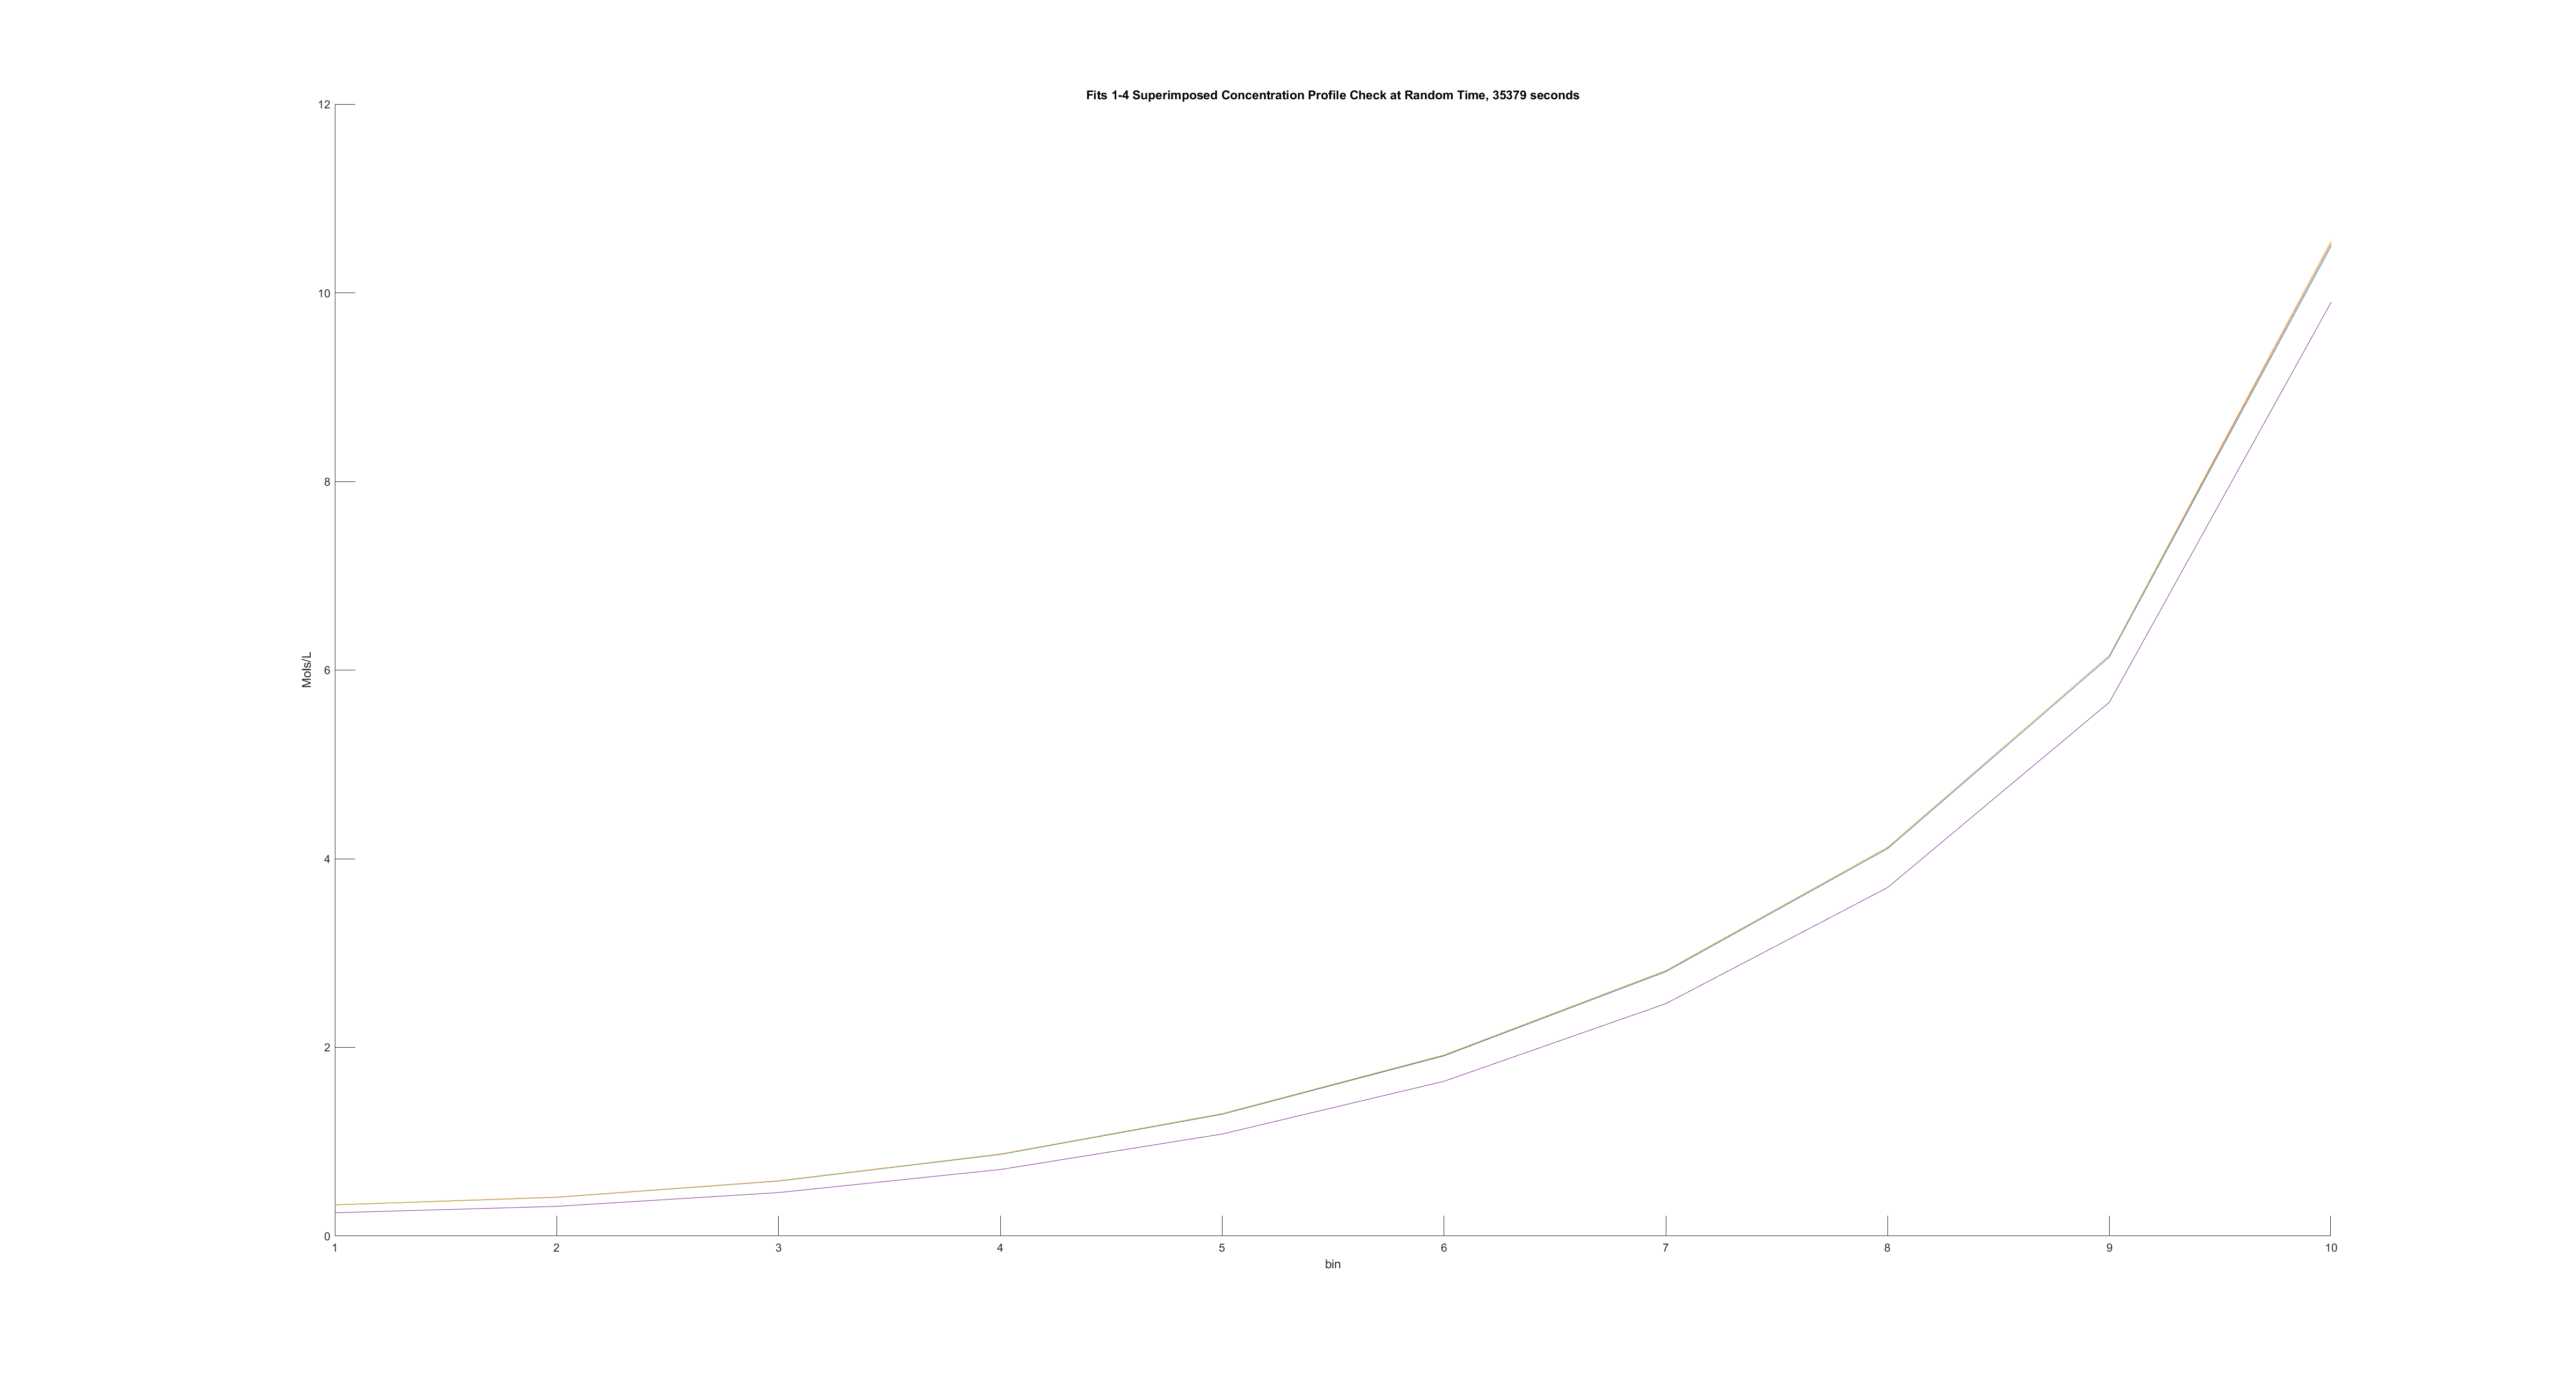 Fits 1-4 Superimposed Concentration Profile Check at Random Time, 35379 seconds
12
10
8
6
4
2
0
Mols/L
1 2 3 4 5 6 7 8 9 10
bin